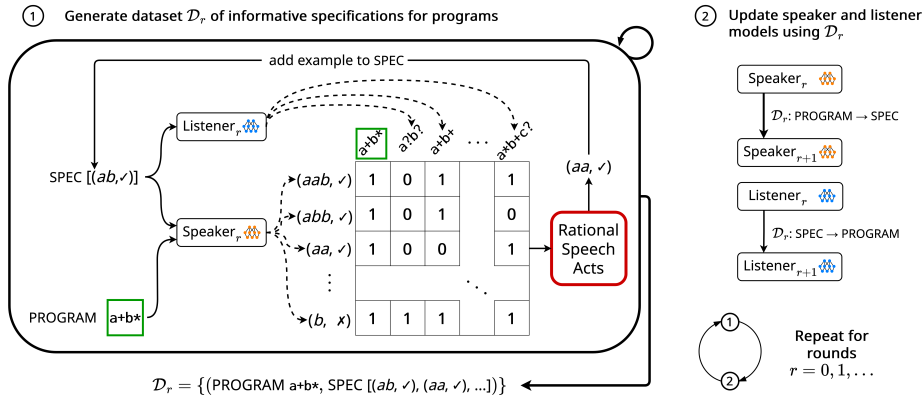 1 Generate dataset 𝒟ᵣ of informative specifications for programs
add example to SPEC
Listenerᵣ
a+b* a?b? a+b+ ... a*b+c?
SPEC [(ab,✓)]
(aa, ✓)
(aab, ✓) 1 0 1 1
(abb, ✓) 1 0 1 0
Speakerᵣ
(aa, ✓) 1 0 0 1
Rational
Speech
Acts
⋮ ⋱
PROGRAM a+b*
(b, ✗) 1 1 1 1
𝒟ᵣ = {(PROGRAM a+b*, SPEC [(ab, ✓), (aa, ✓), ...])}
2 Update speaker and listener
models using 𝒟ᵣ
Speakerᵣ
𝒟ᵣ: PROGRAM → SPEC
Speakerᵣ₊₁
Listenerᵣ
𝒟ᵣ: SPEC → PROGRAM
Listenerᵣ₊₁
1
2
Repeat for
rounds
r = 0, 1, . . .